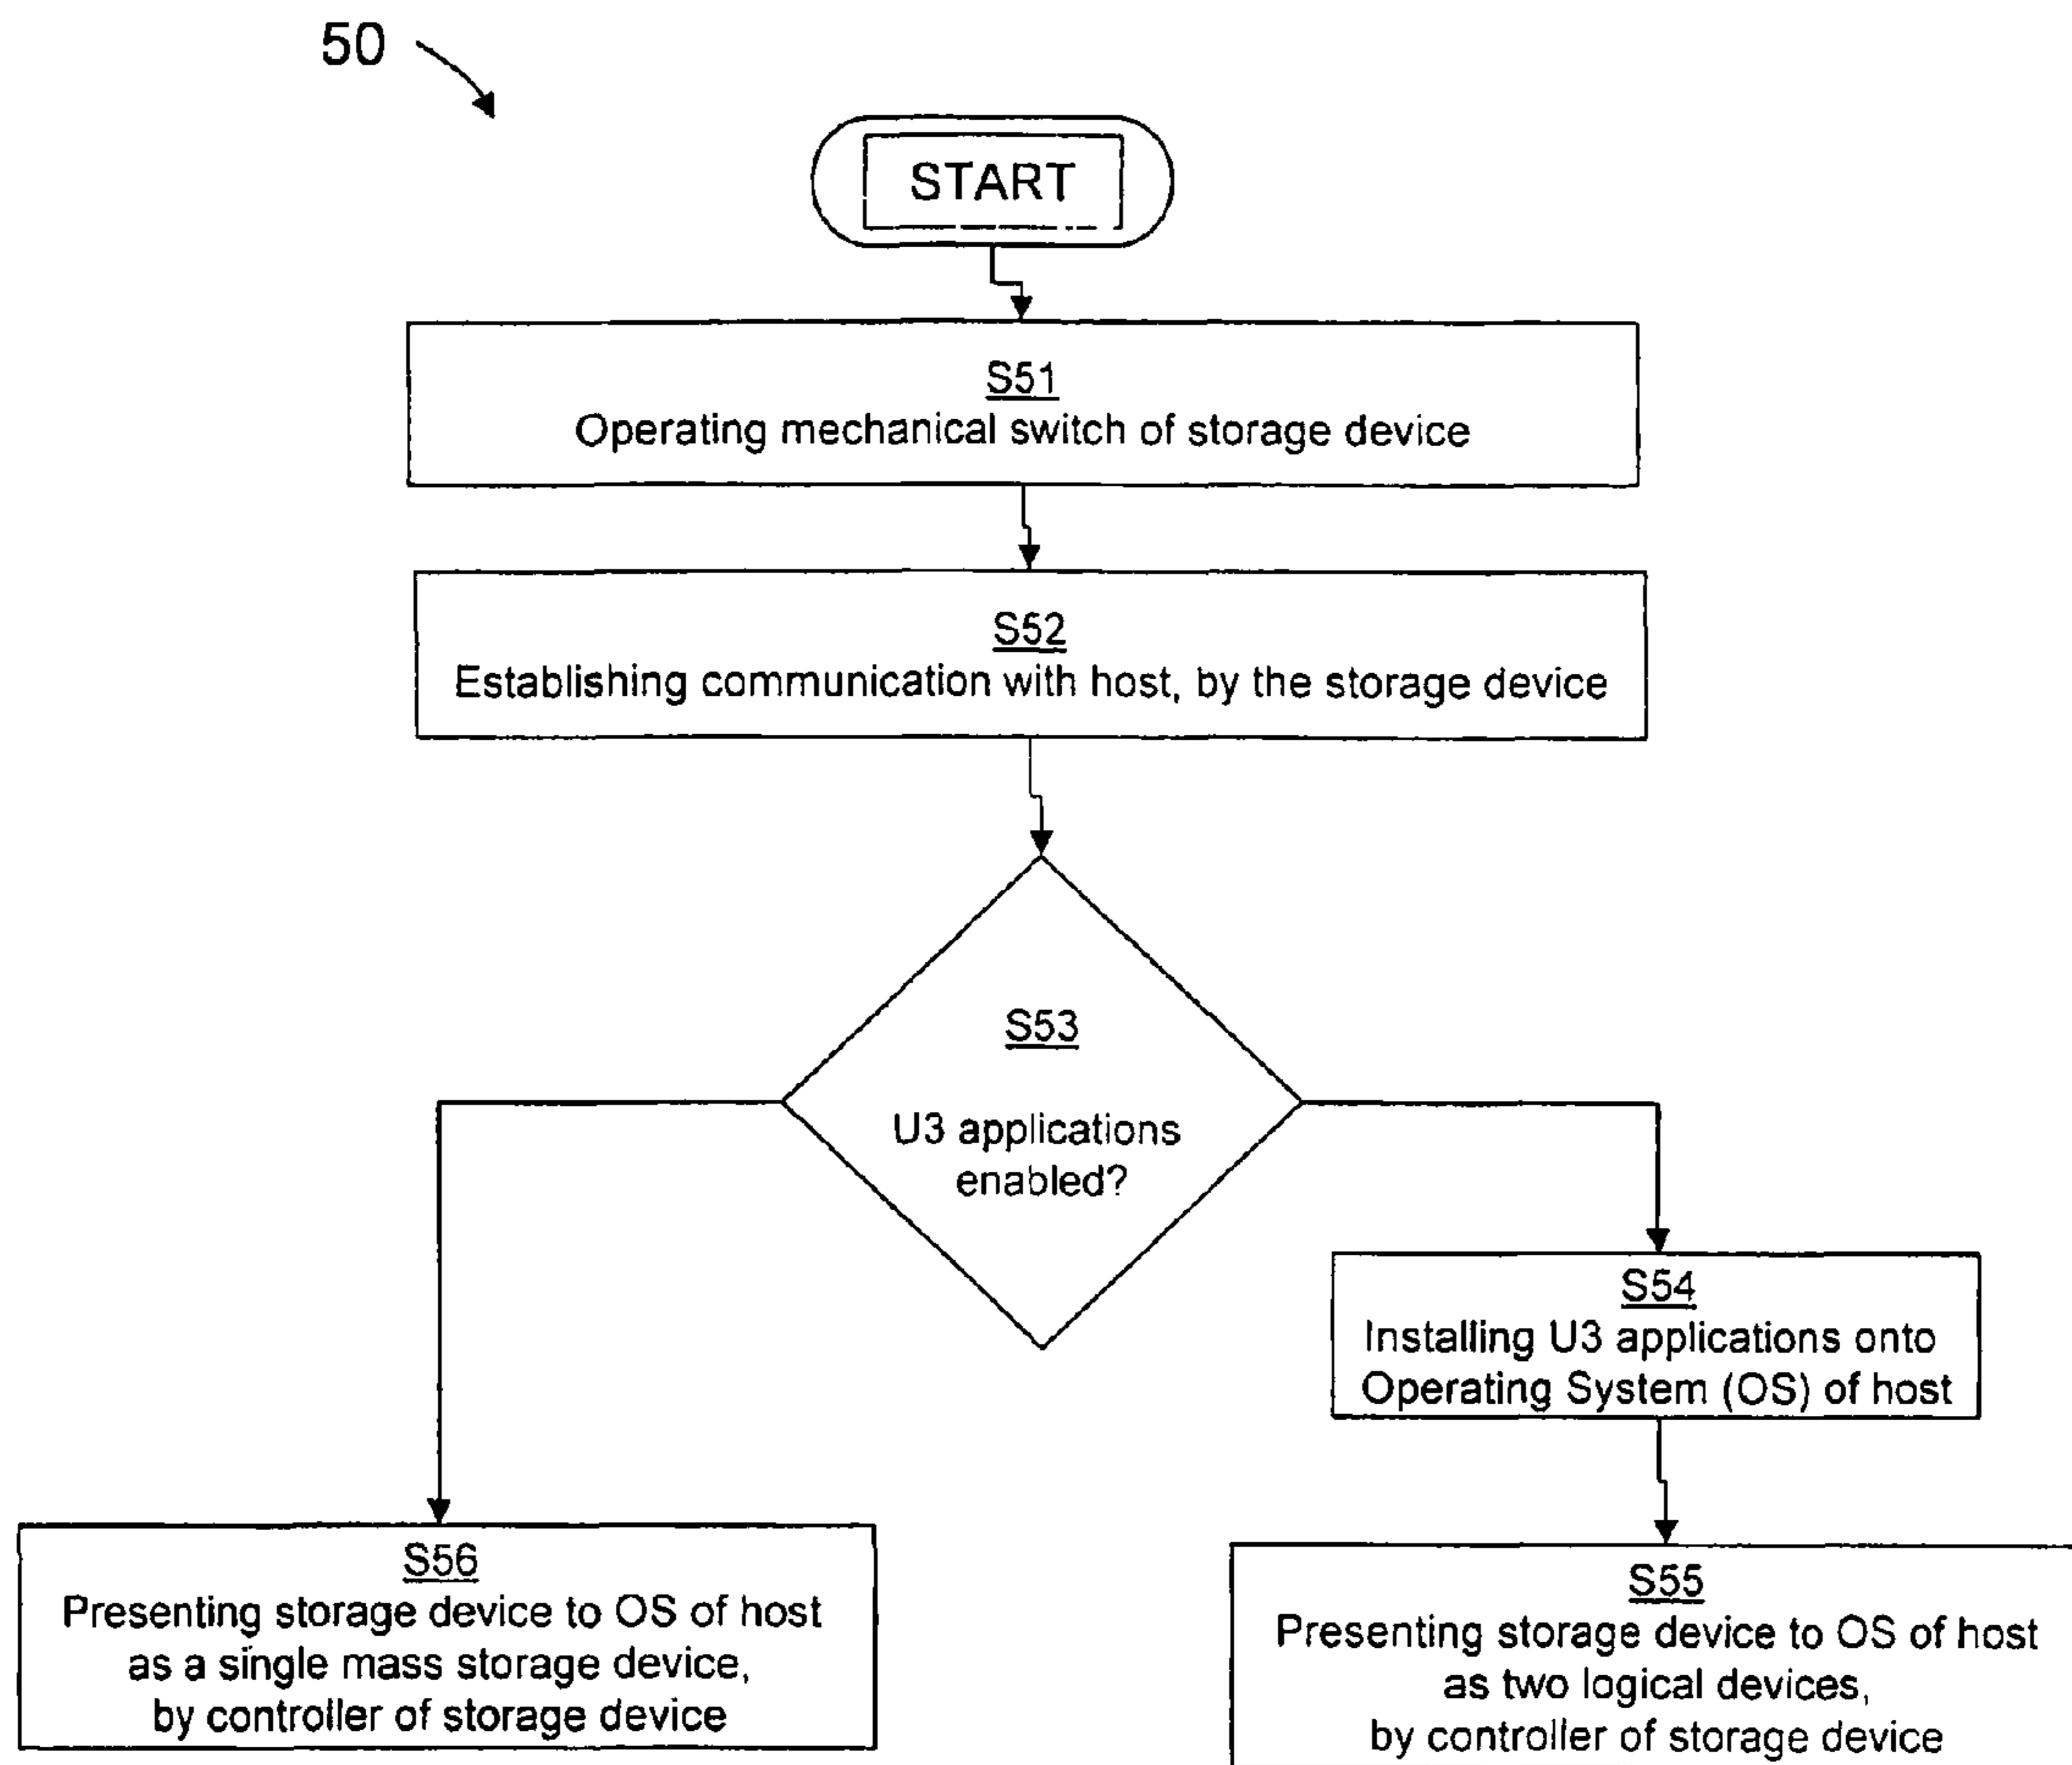 50
START
S51
Operating mechanical switch of storage device
S52
Establishing communication with host, by the storage device
S53
U3 applications
enabled?
S54
Installing U3 applications onto
Operating System (OS) of host
S56
Presenting storage device to OS of host
as a single mass storage device,
by controller of storage device
S55
Presenting storage device to OS of host
as two logical devices,
by controller of storage device